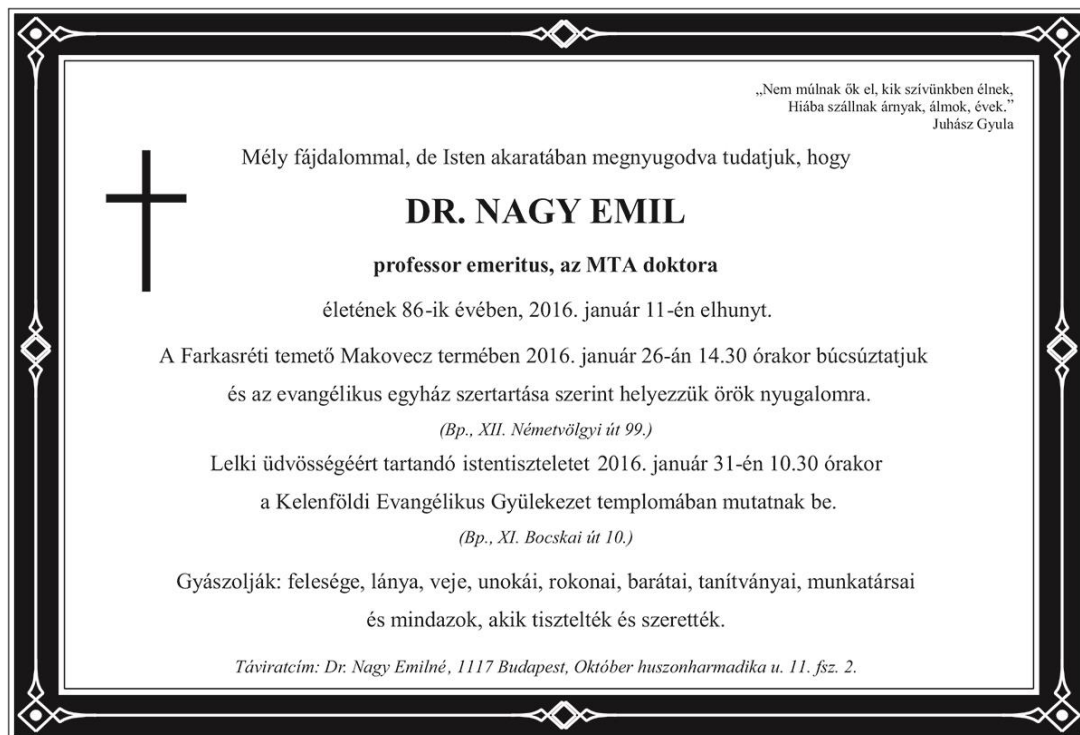 „Nem múlnak ők el, kik szívünkben élnek,
Hiába szállnak árnyak, álmok, évek.”
Juhász Gyula
Mély fájdalommal, de Isten akaratában megnyugodva tudatjuk, hogy
DR. NAGY EMIL
professor emeritus, az MTA doktora
életének 86-ik évében, 2016. január 11-én elhunyt.
A Farkasréti temető Makovecz termében 2016. január 26-án 14.30 órakor búcsúztatjuk
és az evangélikus egyház szertartása szerint helyezzük örök nyugalomra.
(Bp., XII. Németvölgyi út 99.)
Lelki üdvösségéért tartandó istentiszteletet 2016. január 31-én 10.30 órakor
a Kelenföldi Evangélikus Gyülekezet templomában mutatnak be.
(Bp., XI. Bocskai út 10.)
Gyászolják: felesége, lánya, veje, unokái, rokonai, barátai, tanítványai, munkatársai
és mindazok, akik tisztelték és szerették.
Táviratcím: Dr. Nagy Emilné, 1117 Budapest, Október huszonharmadika u. 11. fsz. 2.